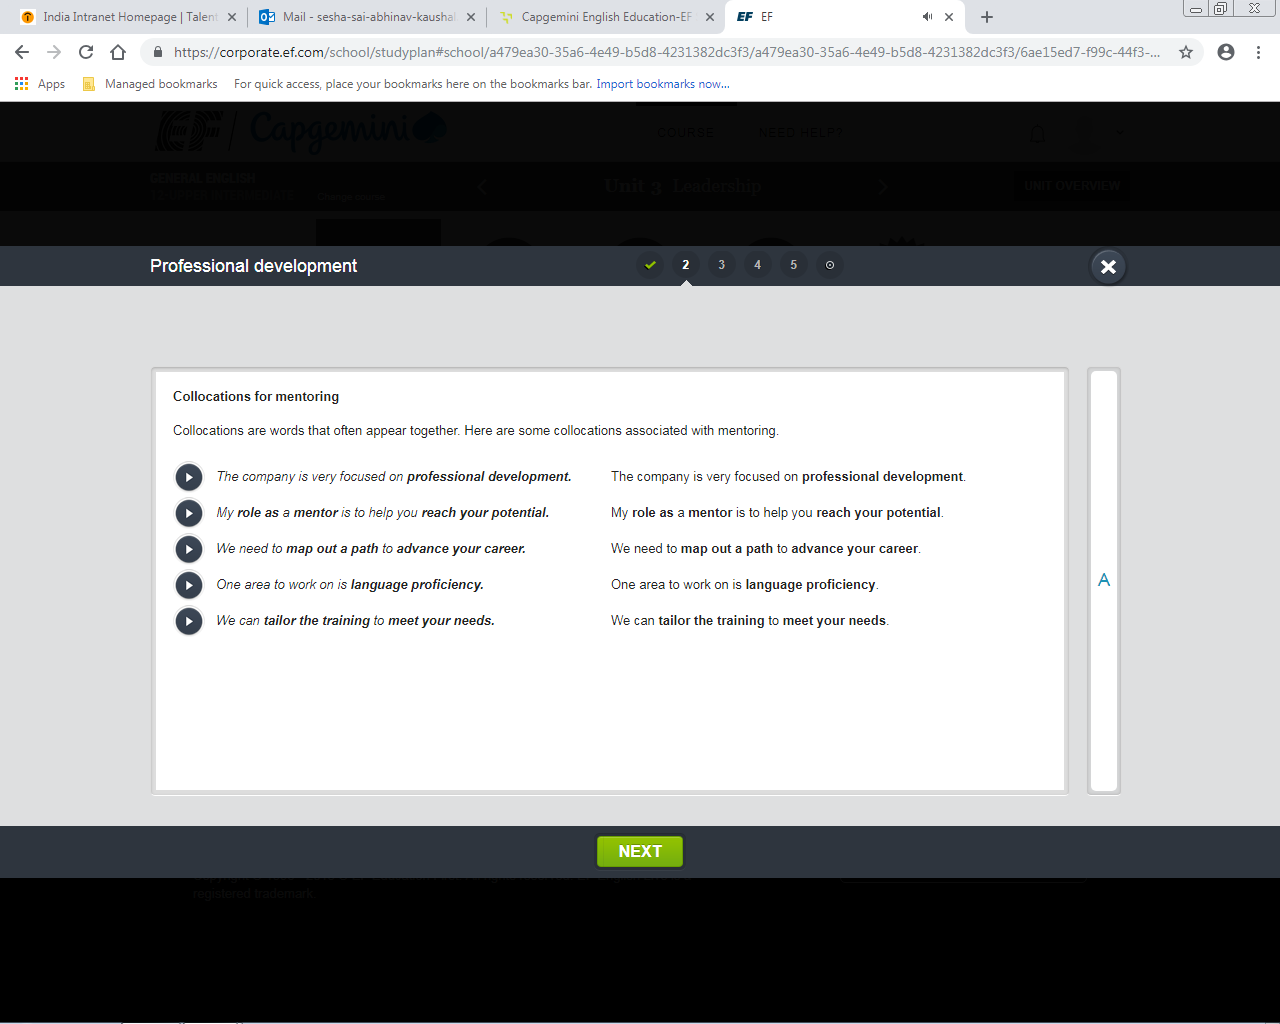 India Intranet Homepage | Talent
Mail - sesha-sai-abhinav-kaushal
Capgemini English Education-EF
EF EF
https://corporate.ef.com/school/studyplan#school/a479ea30-35a6-4e49-b5d8-4231382dc3f3/a479ea30-35a6-4e49-b5d8-4231382dc3f3/6ae15ed7-f99c-44f3-...
Apps Managed bookmarks For quick access, place your bookmarks here on the bookmarks bar. Import bookmarks now...
EF Capgemini COURSE NEED HELP?
GENERAL ENGLISH
Unit 3 Leadership
UNIT OVERVIEW
Change course
Professional development
2 3 4 5
Collocations for mentoring
Collocations are words that often appear together. Here are some collocations associated with mentoring.
The company is very focused on professional development. The company is very focused on professional development.
My role as a mentor is to help you reach your potential. My role as a mentor is to help you reach your potential.
We need to map out a path to advance your career. We need to map out a path to advance your career.
One area to work on is language proficiency. One area to work on is language proficiency.
We can tailor the training to meet your needs. We can tailor the training to meet your needs.
A
NEXT
registered trademark